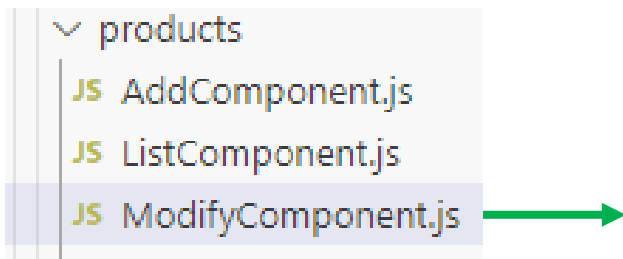 products
JS AddComponent.js
JS ListComponent.js
JS ModifyComponent.js